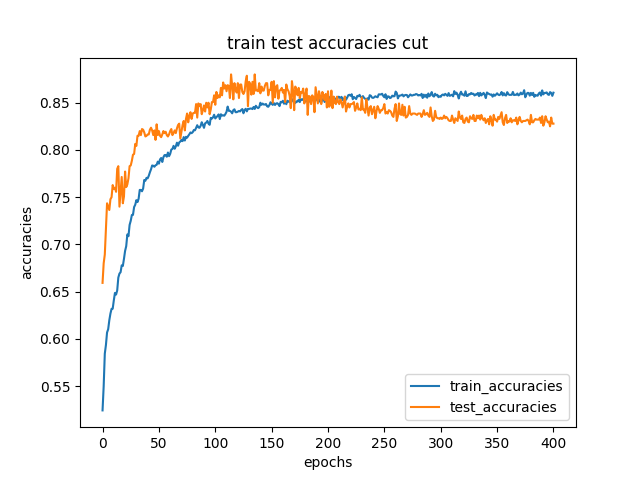 train test accuracies cut
accuracies
0.85
0.80
0.75
0.70
0.65
0.60
0.55
0 50 100 150 200 250 300 350 400
epochs
train_accuracies
test_accuracies